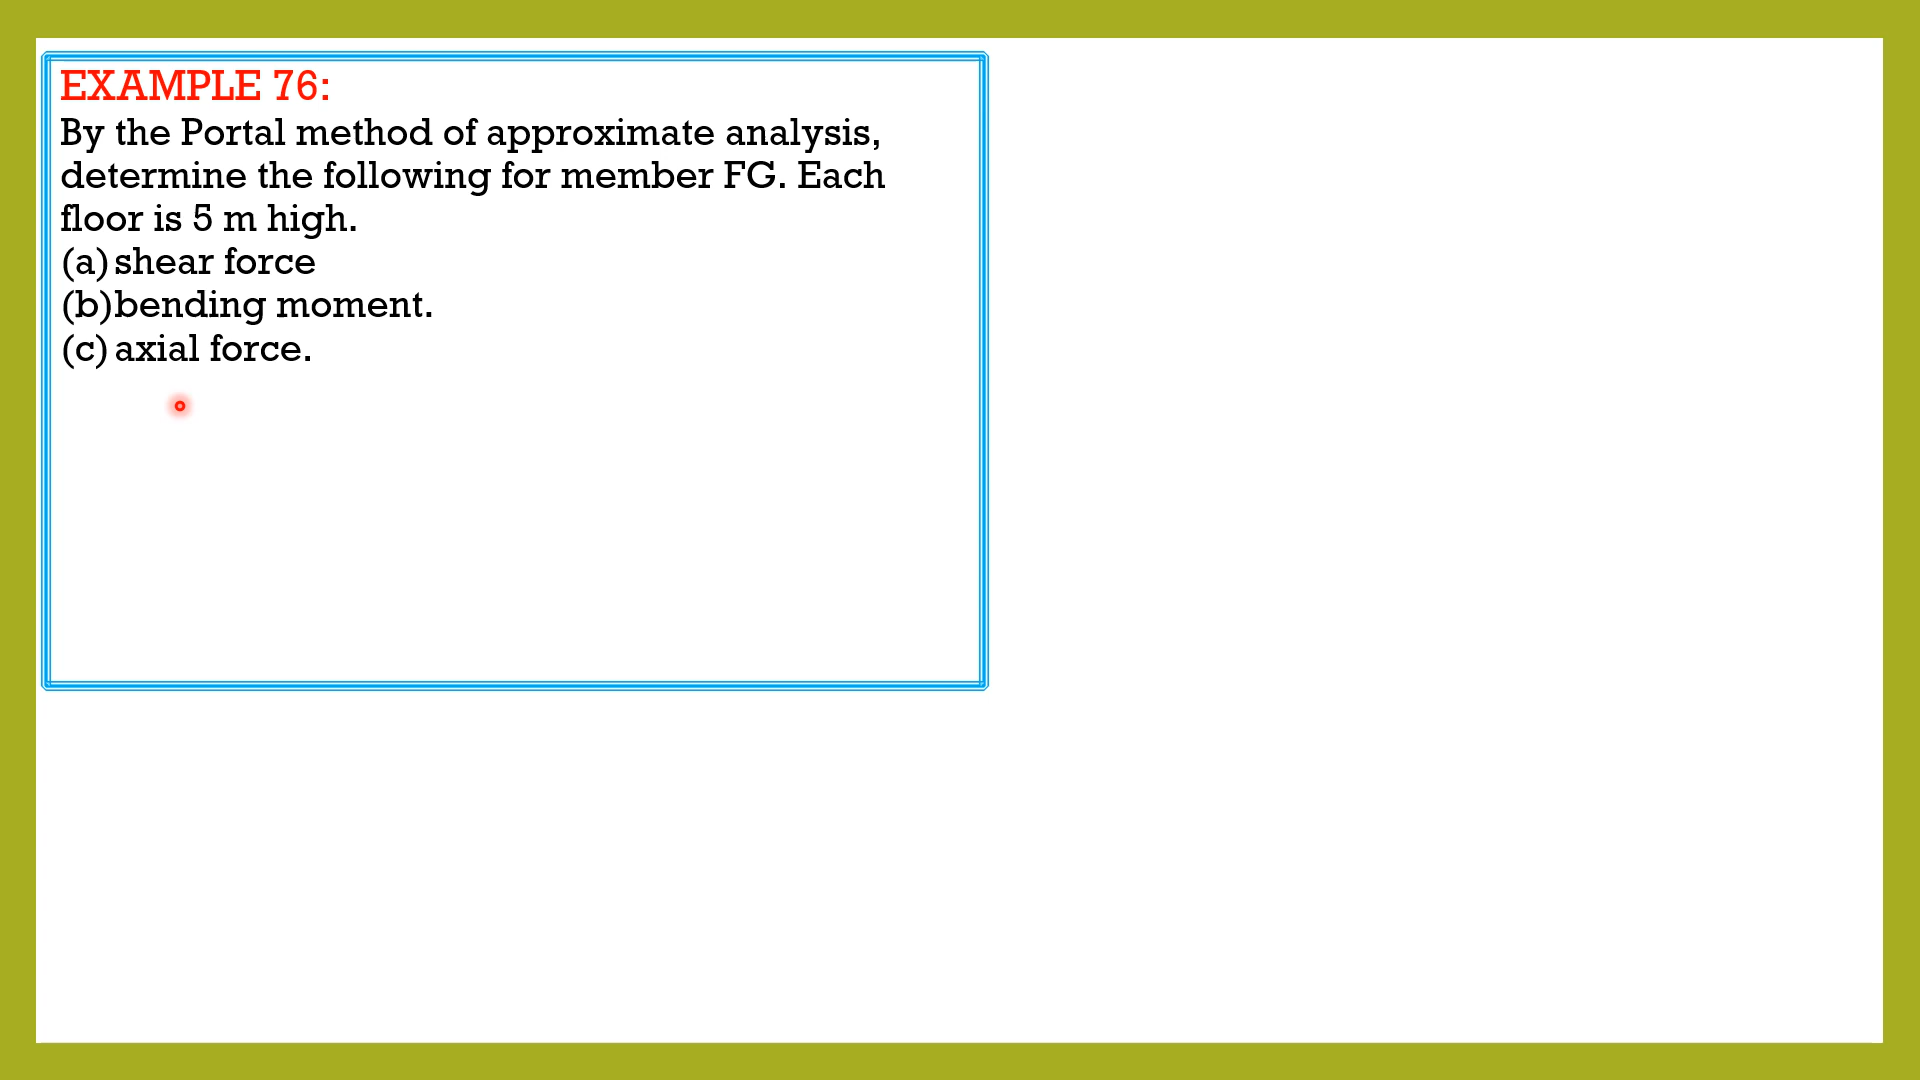 EXAMPLE 76:
By the Portal method of approximate analysis,
determine the following for member FG. Each
floor is 5 m high.
(a) shear force
(b) bending moment.
(c) axial force.